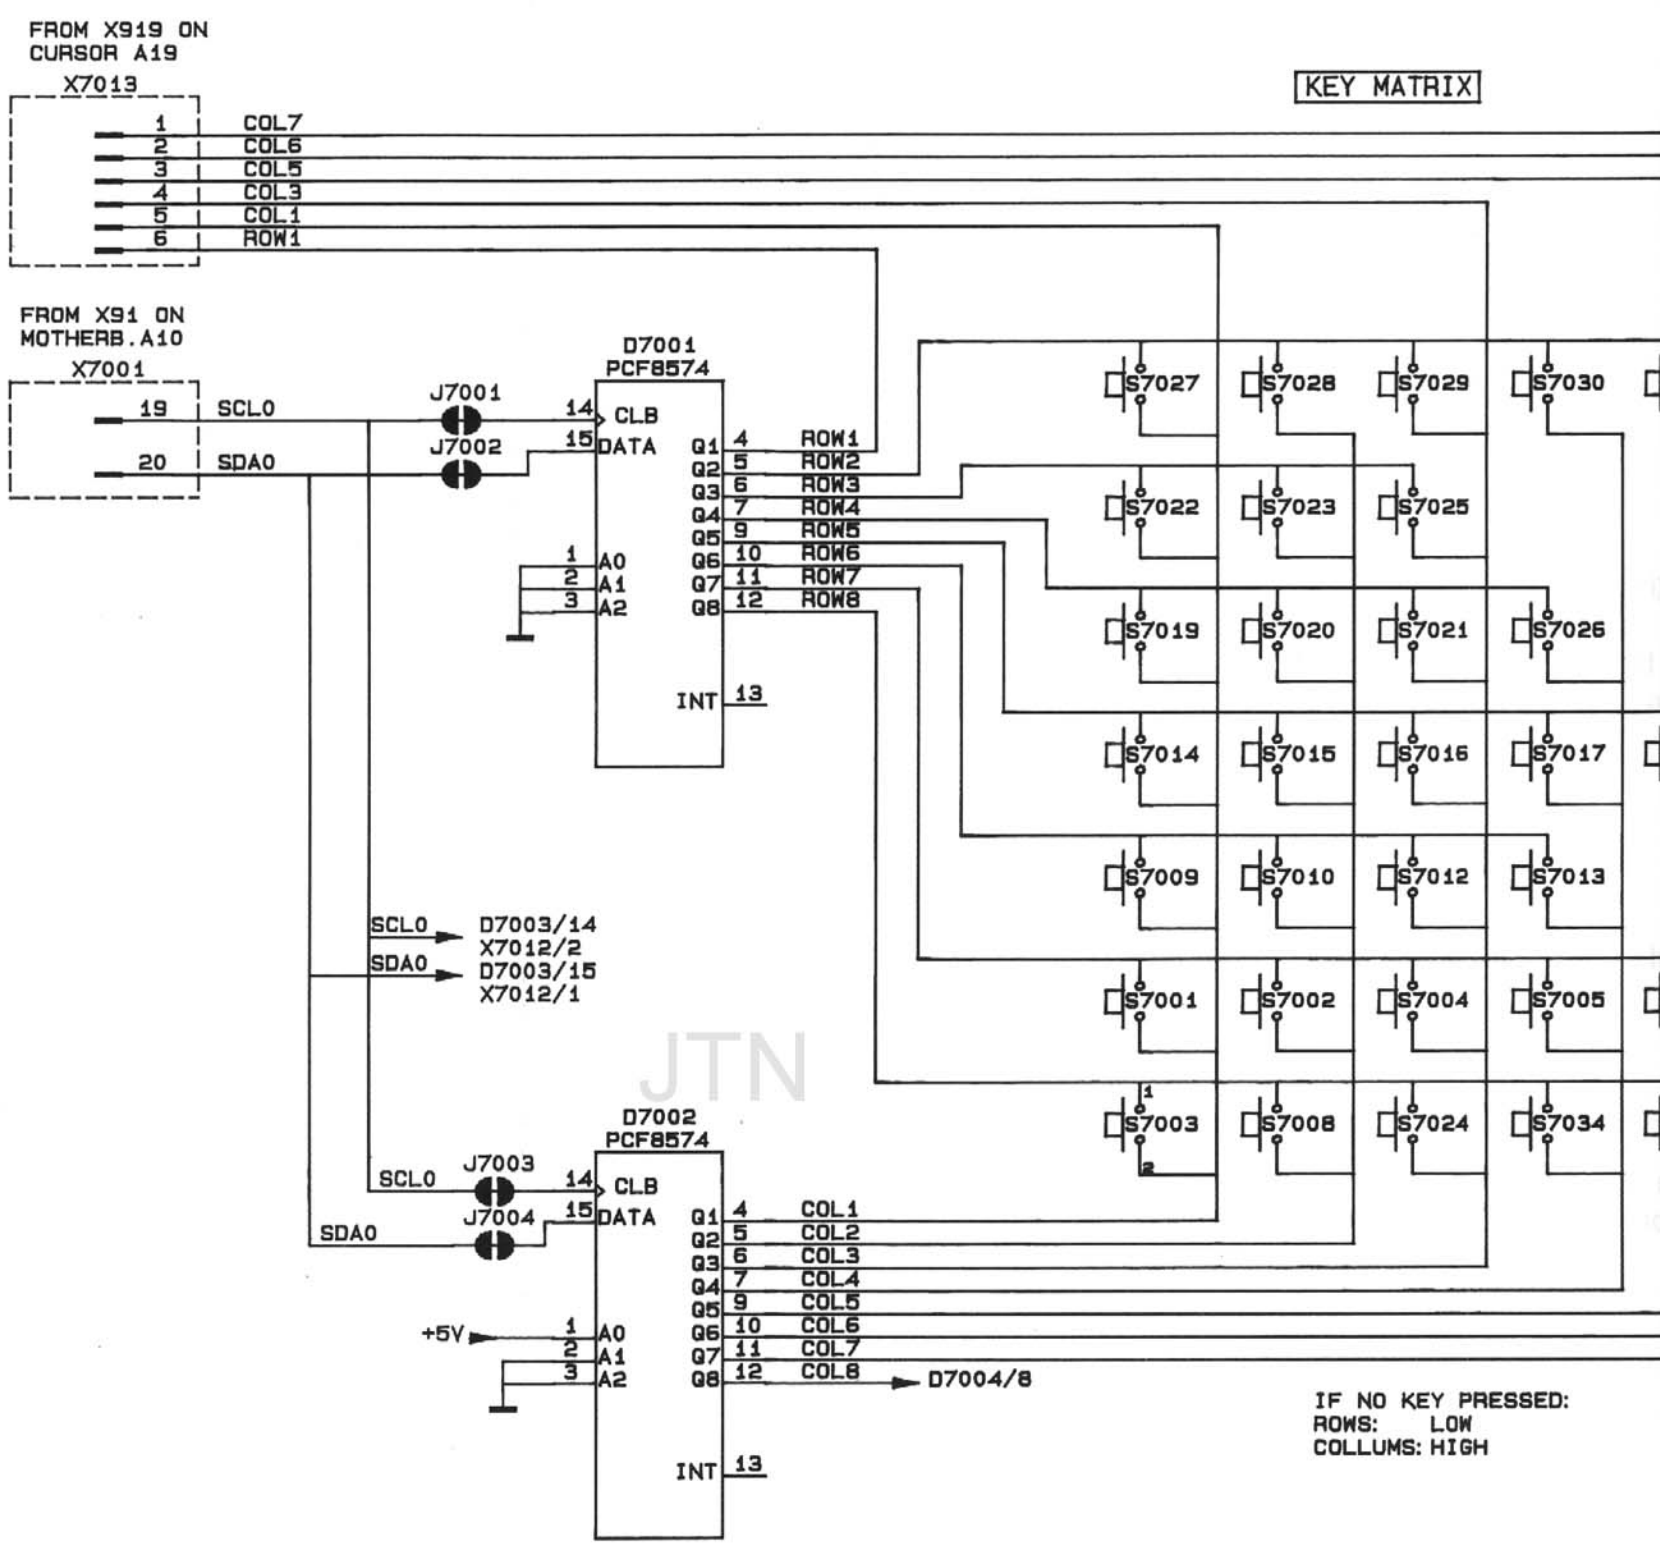 FROM X919 ON
CURSOR A19
X7013
KEY MATRIX
1 COL7
2 COL6
3 COL5
4 COL3
5 COL1
6 ROW1
FROM X91 ON
MOTHERB.A10
X7001
19 SCL0
20 SDA0
J7001
J7002
D7001
PCF8574
14 CLB
15 DATA
Q1 4 ROW1
Q2 5 ROW2
Q3 6 ROW3
Q4 7 ROW4
Q5 9 ROW5
Q6 10 ROW6
Q7 11 ROW7
Q8 12 ROW8
1 A0
2 A1
3 A2
INT 13
S7027 S7028 S7029 S7030
S7022 S7023 S7025
S7019 S7020 S7021 S7026
S7014 S7015 S7016 S7017
S7009 S7010 S7012 S7013
S7001 S7002 S7004 S7005
1
S7003 S7008 S7024 S7034
2
SCL0 D7003/14
X7012/2
SDA0 D7003/15
X7012/1
JTN
D7002
PCF8574
SCL0 J7003 14 CLB
SDA0 J7004 15 DATA
Q1 4 COL1
Q2 5 COL2
Q3 6 COL3
Q4 7 COL4
Q5 9 COL5
Q6 10 COL6
Q7 11 COL7
Q8 12 COL8 D7004/8
+5V 1 A0
2 A1
3 A2
INT 13
IF NO KEY PRESSED:
ROWS: LOW
COLLUMS: HIGH